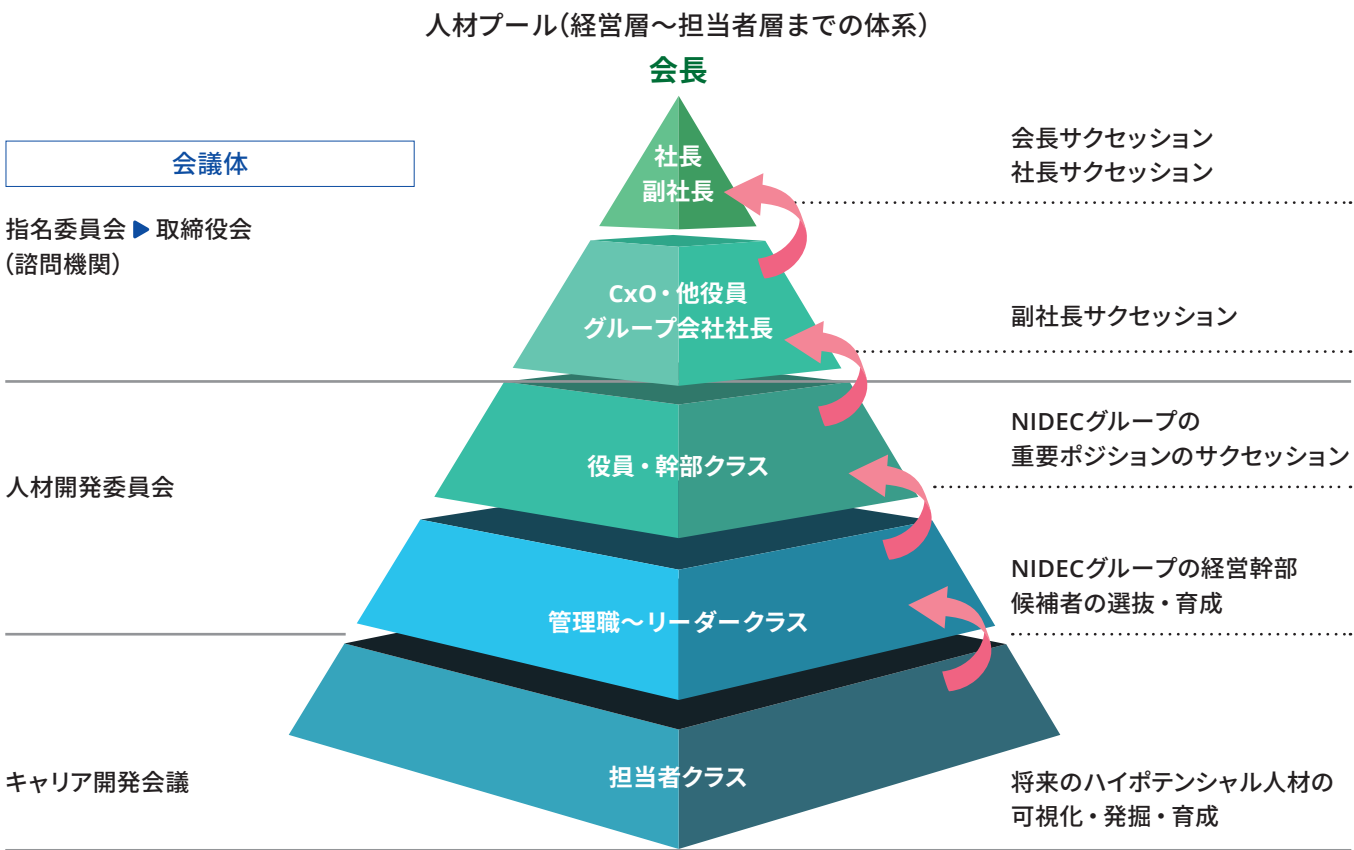 人材プール(経営層〜担当者層までの体系)
会長
会議体
指名委員会 ▶ 取締役会
(諮問機関)
社長
副社長
会長サクセッション
社長サクセッション
CxO・他役員
グループ会社社長
副社長サクセッション
人材開発委員会
役員・幹部クラス
NIDECグループの
重要ポジションのサクセッション
管理職〜リーダークラス
NIDECグループの経営幹部
候補者の選抜・育成
キャリア開発会議
担当者クラス
将来のハイポテンシャル人材の
可視化・発掘・育成